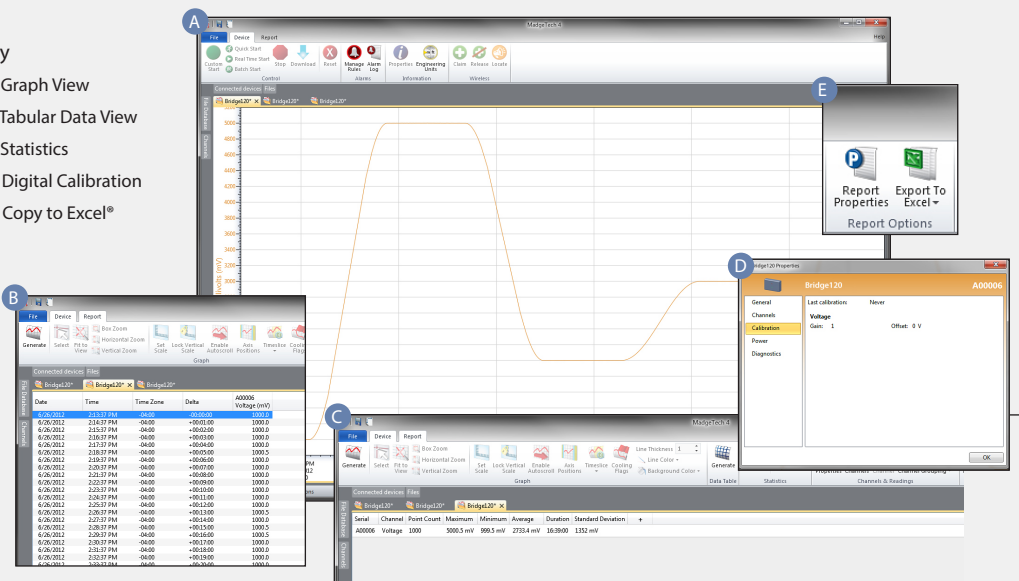 y
Graph View
Tabular Data View
Statistics
Digital Calibration
Copy to Excel®
A
MadgeTech 4
File Device Report
Help
Custom Start
Quick Start
Real Time Start
Batch Start
Stop Download Reset
Manage Rules
Alarm Log
Properties
Engineering Units
Claim Release Locate
Control Alarms Information Wireless
Connected devices Files
File Database
Channels
Bridge120* × Bridge120* Bridge120*
5000
4800
4600
4400
4200
4000
3800
3600
3400
3200
3000
E
Report Properties
Export To Excel
Report Options
D
Bridge120 Properties
Bridge120 A00006
General
Channels
Calibration
Power
Diagnostics
Last calibration: Never
Voltage
Gain: 1 Offset: 0 V
OK
B
File Device Report
Generate Select
Fit to View
Box Zoom
Horizontal Zoom
Vertical Zoom
Set Scale
Lock Vertical Scale
Enable Autoscroll
Axis Positions
Timeslice
Graph
Connected devices Files
File Database
Channels
Bridge120* Bridge120* × Bridge120*
Date Time Time Zone Delta A00006 Voltage (mV)
6/26/2012 2:13:37 PM -04:00 -00:00:00 1000.0
6/26/2012 2:14:37 PM -04:00 +00:01:00 1000.0
6/26/2012 2:15:37 PM -04:00 +00:02:00 1000.0
6/26/2012 2:16:37 PM -04:00 +00:03:00 1000.0
6/26/2012 2:17:37 PM -04:00 +00:04:00 1000.0
6/26/2012 2:18:37 PM -04:00 +00:05:00 1000.5
6/26/2012 2:19:37 PM -04:00 +00:06:00 1000.0
6/26/2012 2:20:37 PM -04:00 +00:07:00 1000.0
6/26/2012 2:21:37 PM -04:00 +00:08:00 1000.0
6/26/2012 2:22:37 PM -04:00 +00:09:00 1000.0
6/26/2012 2:23:37 PM -04:00 +00:10:00 1000.0
6/26/2012 2:24:37 PM -04:00 +00:11:00 1000.0
6/26/2012 2:25:37 PM -04:00 +00:12:00 1000.0
6/26/2012 2:26:37 PM -04:00 +00:13:00 1000.5
6/26/2012 2:27:37 PM -04:00 +00:14:00 1000.0
6/26/2012 2:28:37 PM -04:00 +00:15:00 1000.5
6/26/2012 2:29:37 PM -04:00 +00:16:00 1000.5
6/26/2012 2:30:37 PM -04:00 +00:17:00 1000.0
6/26/2012 2:31:37 PM -04:00 +00:18:00 1000.0
6/26/2012 2:32:37 PM -04:00 +00:19:00 1000.0
6/26/2012 2:33:37 PM -04:00 +00:20:00 1000.0
C
File Device Report
Generate Select
Fit to View
Box Zoom
Horizontal Zoom
Vertical Zoom
Set Scale
Lock Vertical Scale
Enable Autoscroll
Axis Positions
Timeslice
Cooling Flags
Line Thickness 1
Line Color
Background Color
Generate
Graph Data Table Statistics Channels & Readings
Connected devices Files
File Database
Channels
Bridge120* Bridge120* Bridge120* ×
Serial Channel Point Count Maximum Minimum Average Duration Standard Deviation +
A00006 Voltage 1000 5000.5 mV 999.5 mV 2733.4 mV 16:39:00 1352 mV